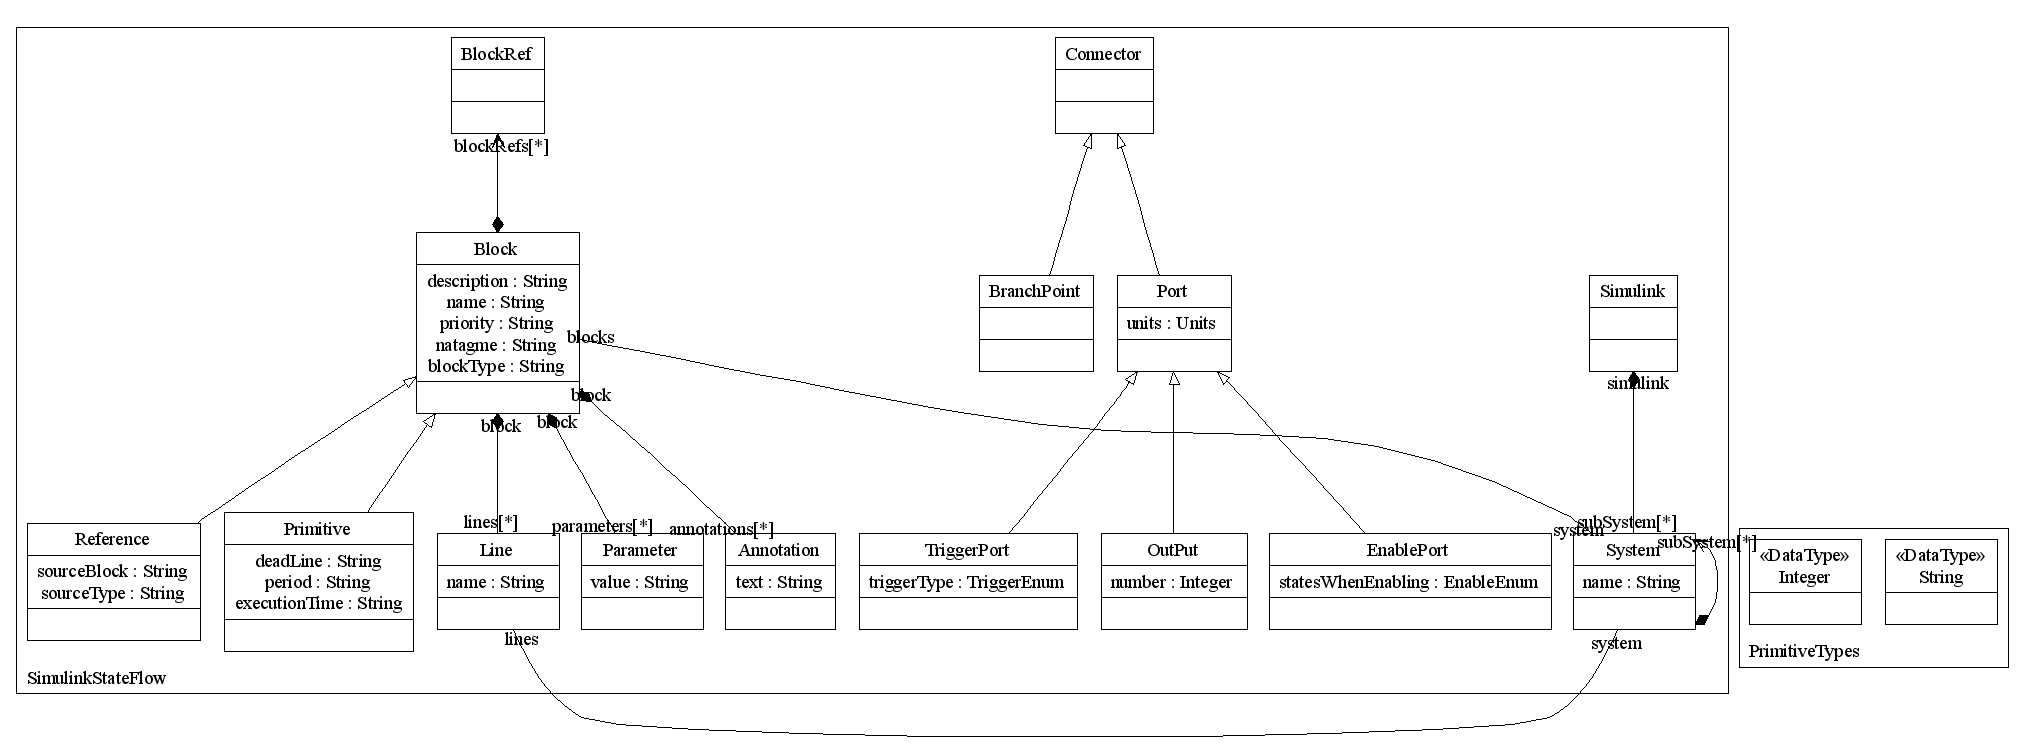 BlockRef
Connector
blockRefs[*]
Block
description : String
name : String
priority : String
natagme : String
blockType : String
blocks
block
block
block
BranchPoint
Port
units : Units
Simulink
simulink
Reference
sourceBlock : String
sourceType : String
Primitive
deadLine : String
period : String
executionTime : String
lines[*]
Line
name : String
lines
parameters[*]
Parameter
value : String
annotations[*]
Annotation
text : String
TriggerPort
triggerType : TriggerEnum
OutPut
number : Integer
EnablePort
statesWhenEnabling : EnableEnum
system
subSystem[*]
subSystem[*]
System
name : String
system
«DataType»
Integer
«DataType»
String
PrimitiveTypes
SimulinkStateFlow